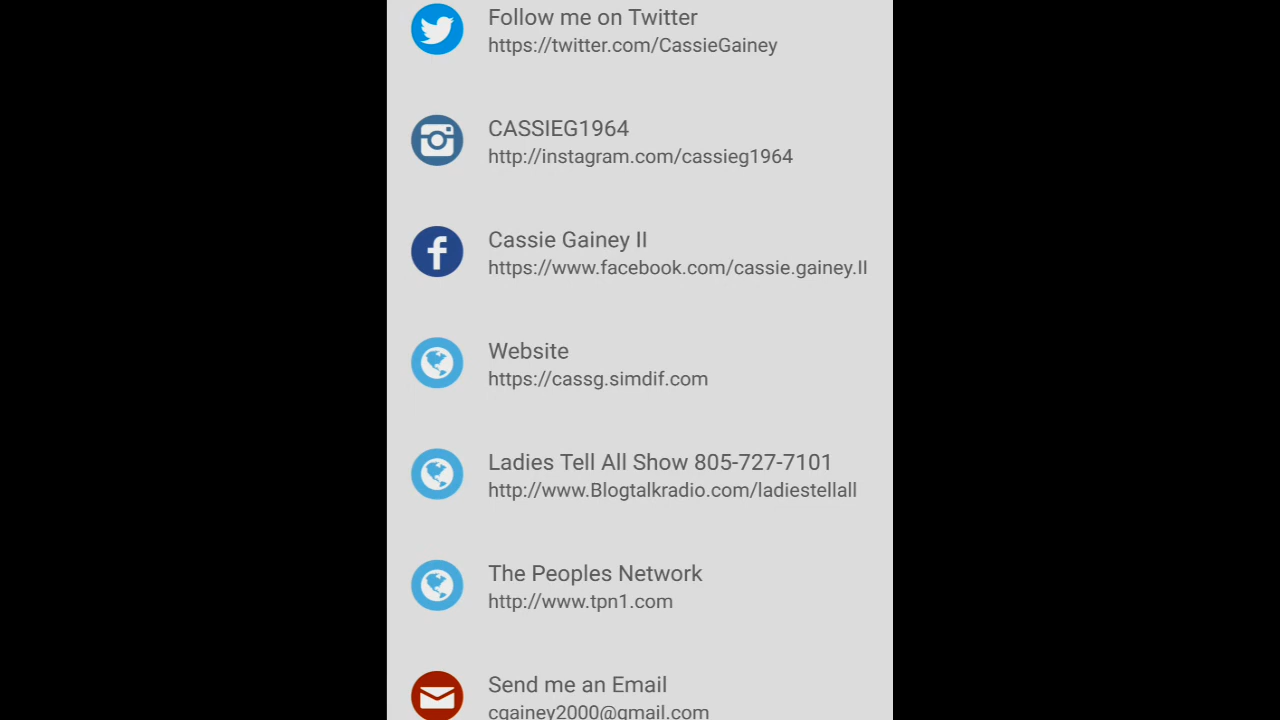 Follow me on Twitter
https://twitter.com/CassieGainey
CASSIEG1964
http://instagram.com/cassieg1964
Cassie Gainey II
https://www.facebook.com/cassie.gainey.II
Website
https://cassg.simdif.com
Ladies Tell All Show 805-727-7101
http://www.Blogtalkradio.com/ladiestellall
The Peoples Network
http://www.tpn1.com
Send me an Email
cgainey2000@gmail.com